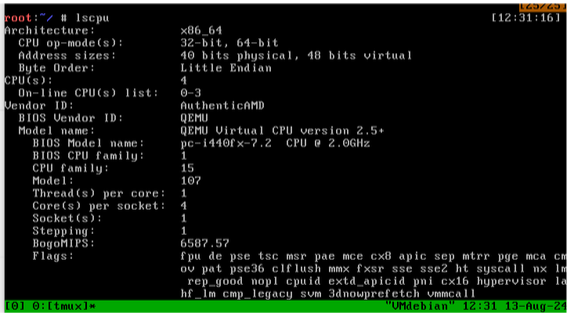 [25/25]
root:~/ # lscpu [12:31:16]
Architecture: x86_64
CPU op-mode(s): 32-bit, 64-bit
Address sizes: 40 bits physical, 48 bits virtual
Byte Order: Little Endian
CPU(s): 4
On-line CPU(s) list: 0-3
Vendor ID: AuthenticAMD
BIOS Vendor ID: QEMU
Model name: QEMU Virtual CPU version 2.5+
BIOS Model name: pc-i440fx-7.2 CPU @ 2.0GHz
BIOS CPU family: 1
CPU family: 15
Model: 107
Thread(s) per core: 1
Core(s) per socket: 4
Socket(s): 1
Stepping: 1
BogoMIPS: 6587.57
Flags: fpu de pse tsc msr pae mce cx8 apic sep mtrr pge mca cm
ov pat pse36 clflush mmx fxsr sse sse2 ht syscall nx lm
rep_good nopl cpuid extd_apicid pni cx16 hypervisor la
hf_lm cmp_legacy svm 3dnowprefetch vmmcall
[0] 0:[tmux]* "VMdebian" 12:31 13-Aug-24